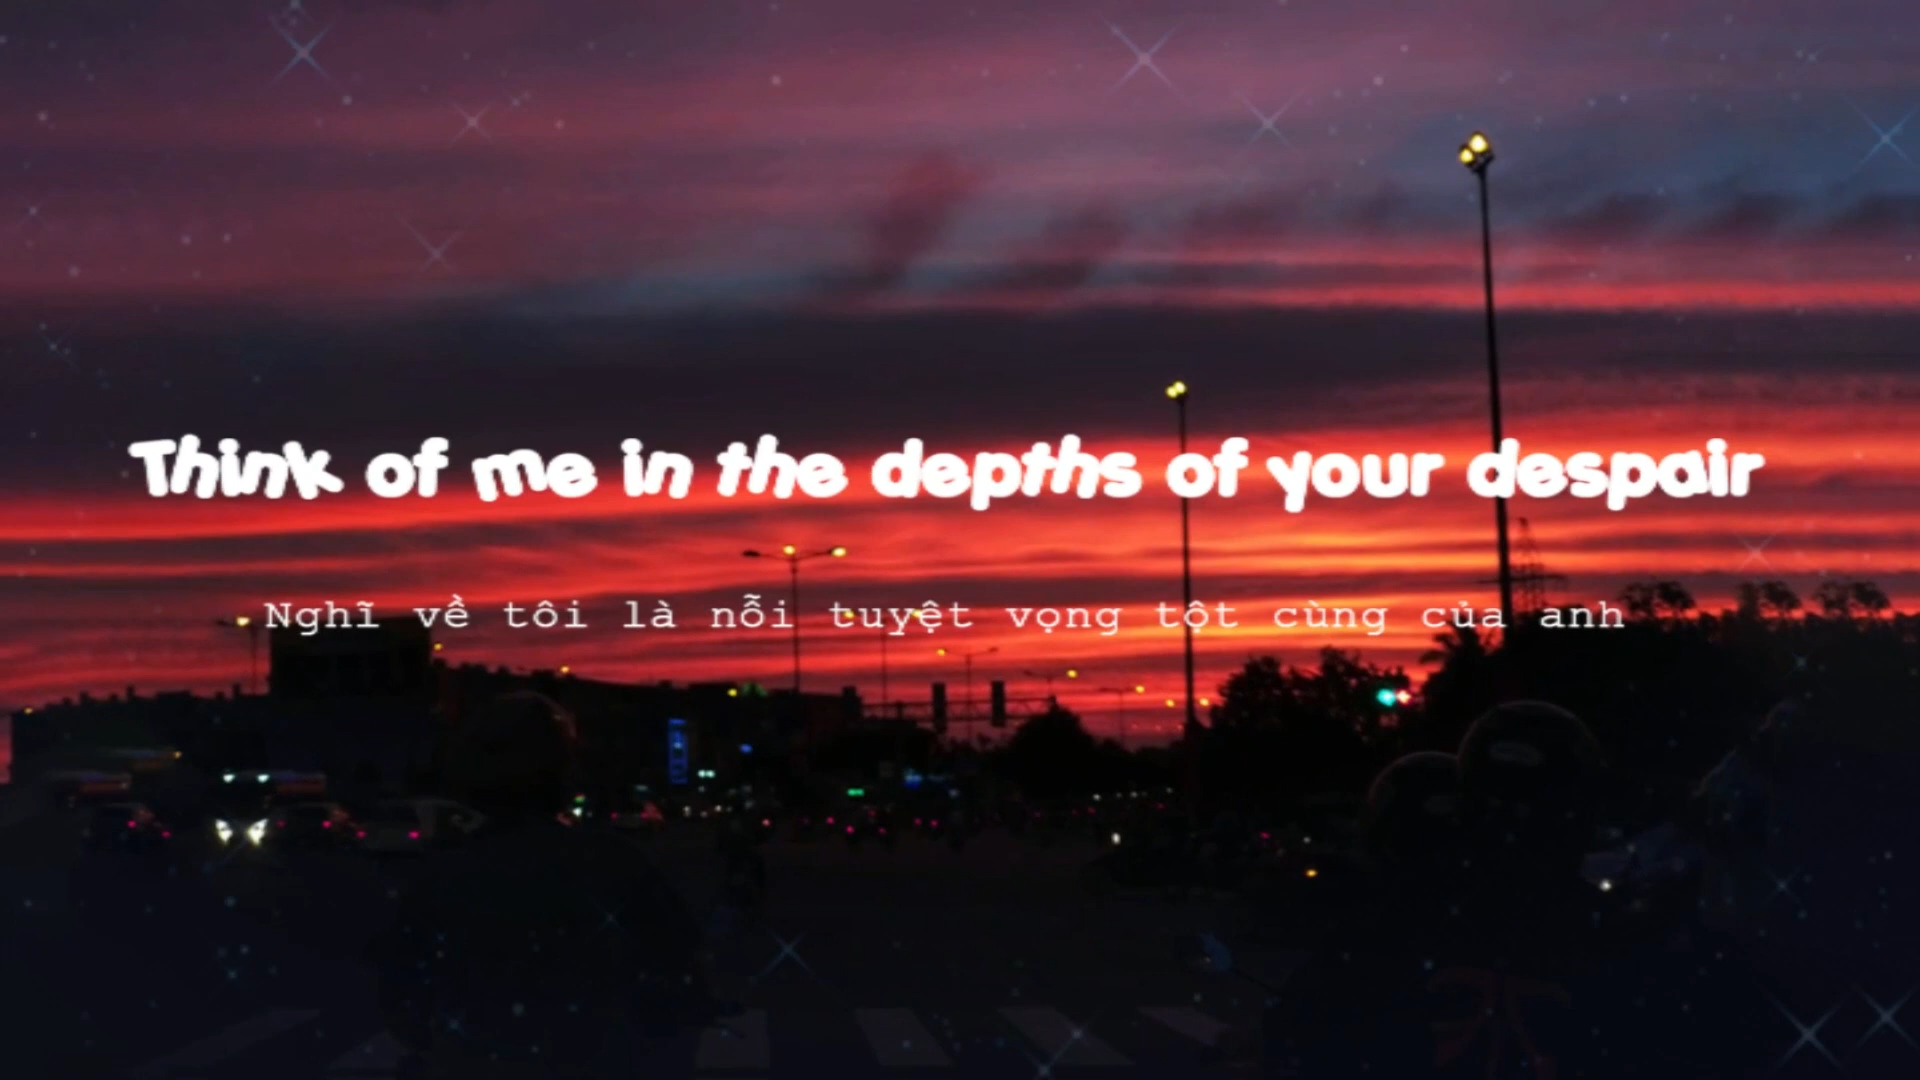 Think of me in the depths of your despair
Nghĩ về tôi là nỗi tuyệt vọng tột cùng của anh